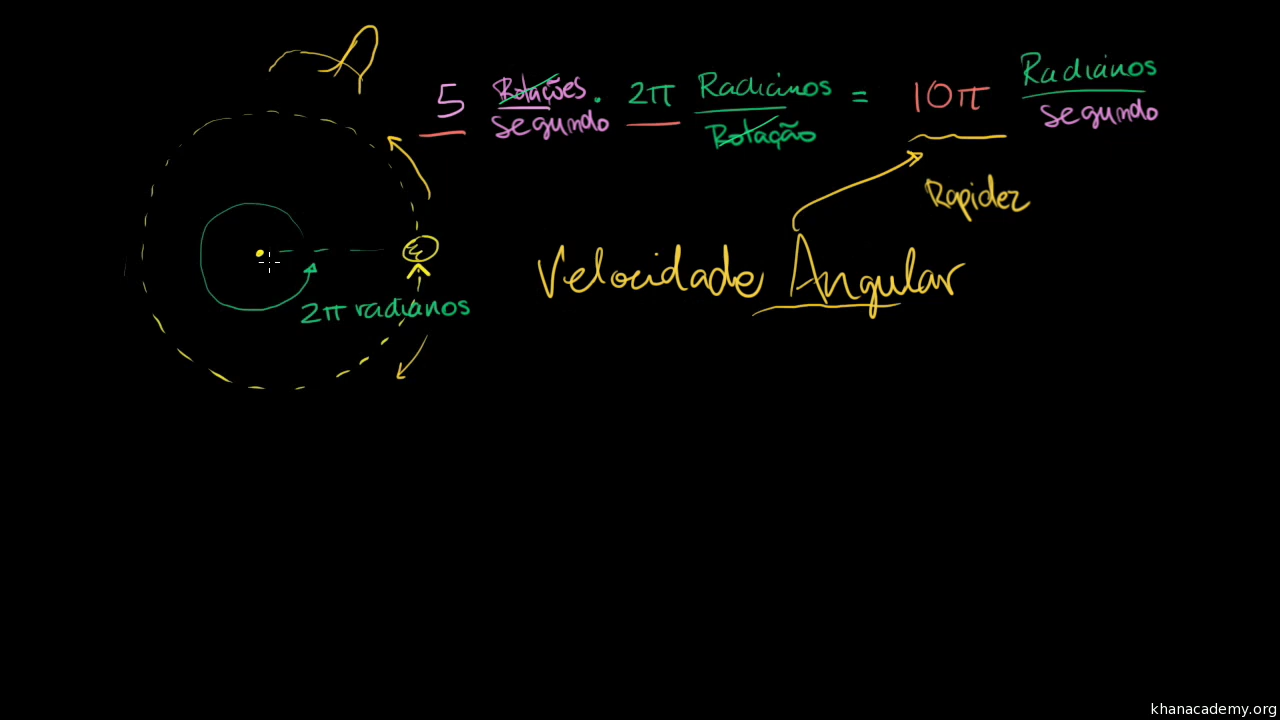 5 Rotações/segundo · 2π Radianos/Rotação = 10π Radianos/segundo
Rapidez
Velocidade Angular
2π radianos
khanacademy.org